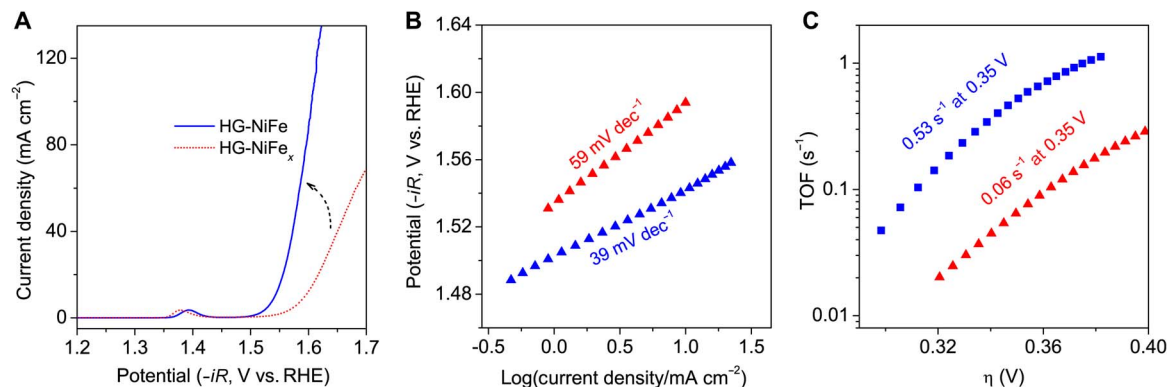 A
Current density (mA cm⁻²)
120
80
40
0
HG-NiFe
HG-NiFeₓ
1.2 1.3 1.4 1.5 1.6 1.7
Potential (-iR, V vs. RHE)
B
Potential (-iR, V vs. RHE)
1.64
1.60
1.56
1.52
1.48
59 mV dec⁻¹
39 mV dec⁻¹
-0.5 0.0 0.5 1.0 1.5
Log(current density/mA cm⁻²)
C
TOF (s⁻¹)
1
0.1
0.01
0.53 s⁻¹ at 0.35 V
0.06 s⁻¹ at 0.35 V
0.32 0.36 0.40
η (V)